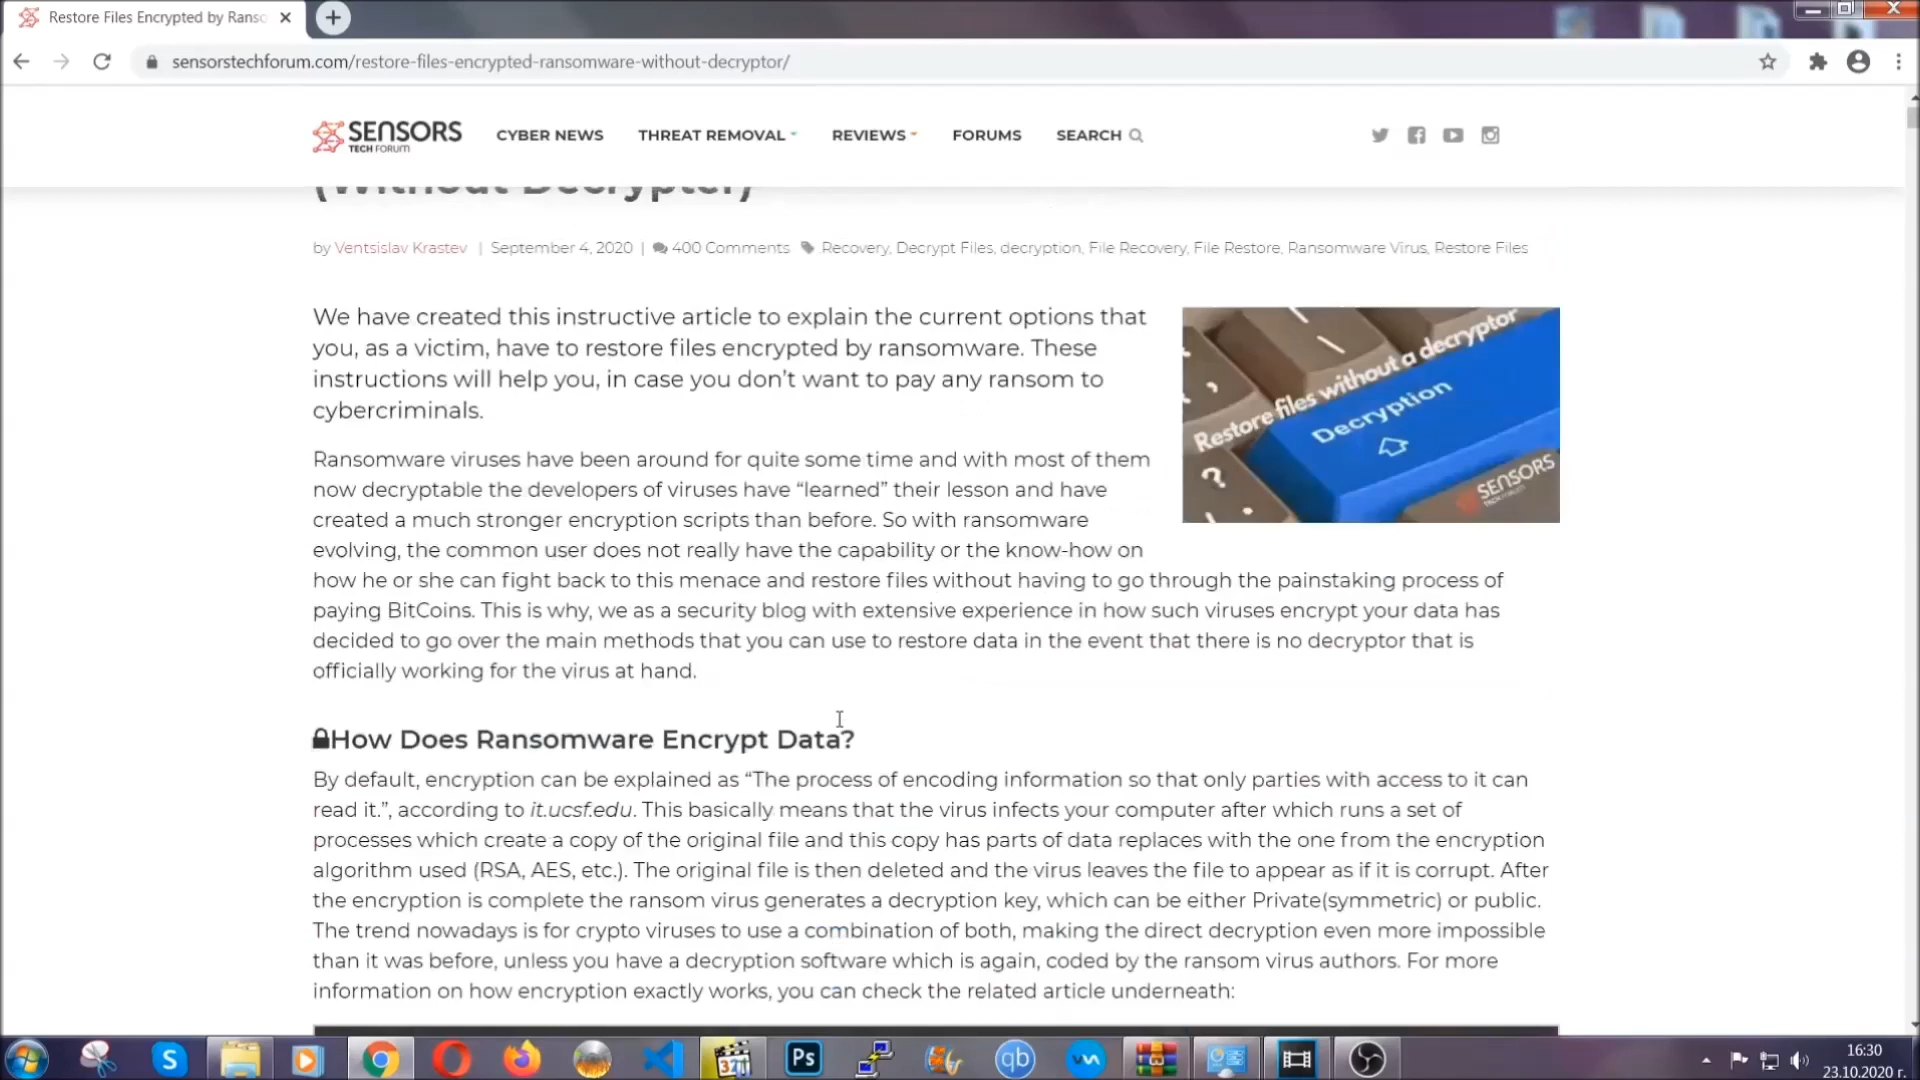 Restore Files Encrypted by Ranso
sensorstechforum.com/restore-files-encrypted-ransomware-without-decryptor/
SENSORS
TECH FORUM
CYBER NEWS
THREAT REMOVAL
REVIEWS
FORUMS
SEARCH
(Without Decrypter)
by Ventsislav Krastev | September 4, 2020 | 400 Comments Recovery, Decrypt Files, decryption, File Recovery, File Restore, Ransomware Virus, Restore Files
We have created this instructive article to explain the current options that
you, as a victim, have to restore files encrypted by ransomware. These
instructions will help you, in case you don’t want to pay any ransom to
cybercriminals.
Restore files without a decryptor
Decryption
SENSORS
Ransomware viruses have been around for quite some time and with most of them
now decryptable the developers of viruses have “learned” their lesson and have
created a much stronger encryption scripts than before. So with ransomware
evolving, the common user does not really have the capability or the know-how on
how he or she can fight back to this menace and restore files without having to go through the painstaking process of
paying BitCoins. This is why, we as a security blog with extensive experience in how such viruses encrypt your data has
decided to go over the main methods that you can use to restore data in the event that there is no decryptor that is
officially working for the virus at hand.
How Does Ransomware Encrypt Data?
By default, encryption can be explained as “The process of encoding information so that only parties with access to it can
read it.”, according to it.ucsf.edu. This basically means that the virus infects your computer after which runs a set of
processes which create a copy of the original file and this copy has parts of data replaces with the one from the encryption
algorithm used (RSA, AES, etc.). The original file is then deleted and the virus leaves the file to appear as if it is corrupt. After
the encryption is complete the ransom virus generates a decryption key, which can be either Private(symmetric) or public.
The trend nowadays is for crypto viruses to use a combination of both, making the direct decryption even more impossible
than it was before, unless you have a decryption software which is again, coded by the ransom virus authors. For more
information on how encryption exactly works, you can check the related article underneath:
S
321
Ps
qb
16:30
23.10.2020 г.